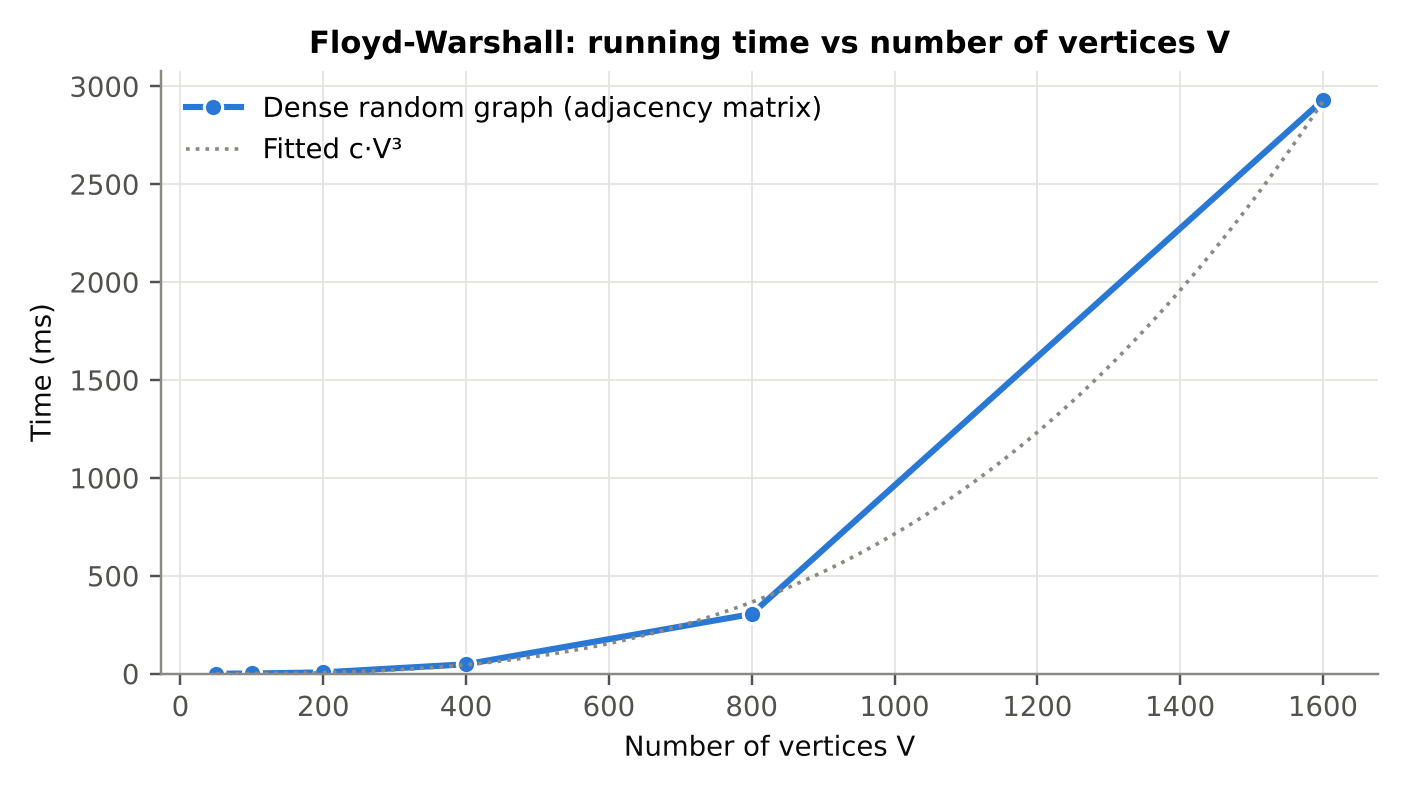 Floyd-Warshall: running time vs number of vertices V
Dense random graph (adjacency matrix)
Fitted c·V³
Time (ms)
3000
2500
2000
1500
1000
500
0
0 200 400 600 800 1000 1200 1400 1600
Number of vertices V